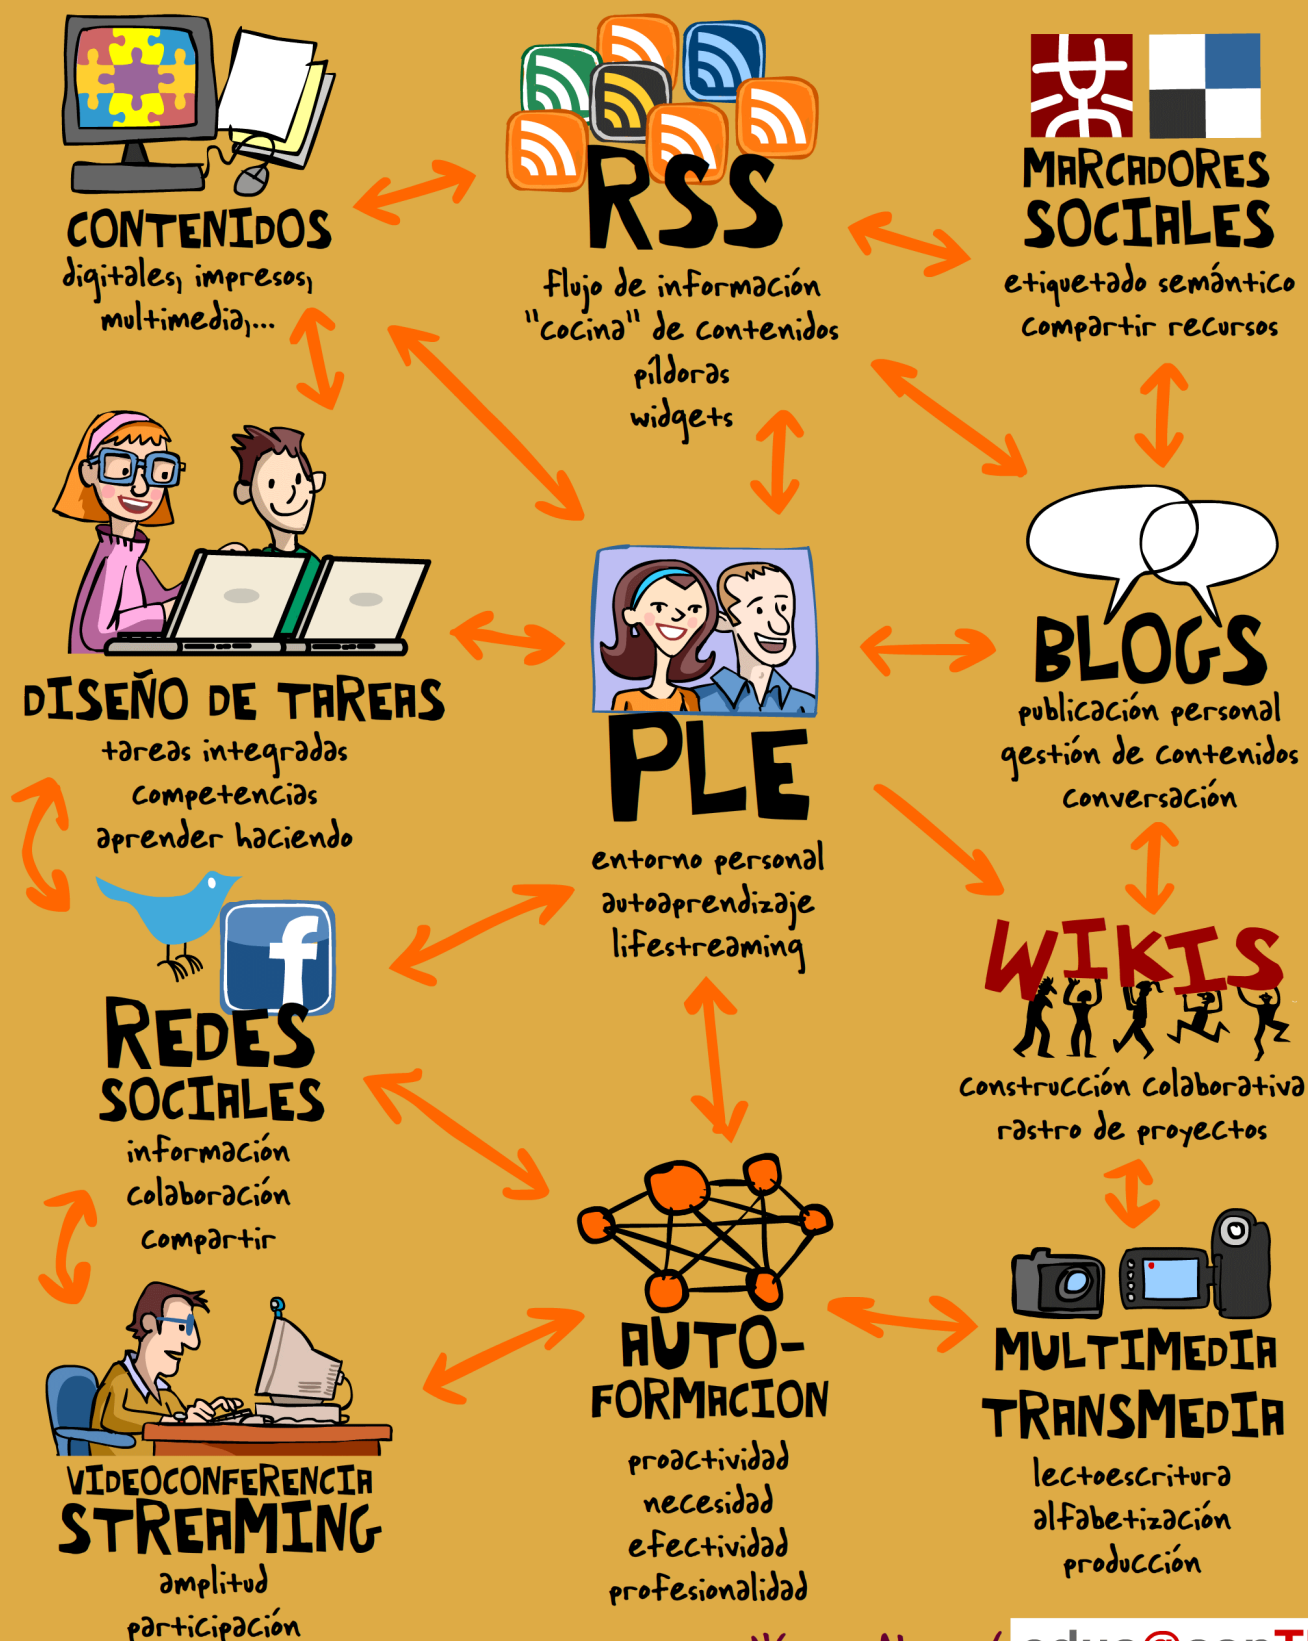 CONTENIDOS
digitales, impresos,
multimedia,...
RSS
flujo de información
"cocina" de contenidos
píldoras
widgets
MARCADORES
SOCIALES
etiquetado semántico
compartir recursos
DISEÑO DE TAREAS
tareas integradas
competencias
aprender haciendo
PLE
entorno personal
autoaprendizaje
lifestreaming
BLOGS
publicación personal
gestión de contenidos
conversación
f
REDES
SOCIALES
información
colaboración
compartir
WIKIS
construcción colaborativa
rastro de proyectos
VIDEOCONFERENCIA
STREAMING
amplitud
participación
AUTO-
FORMACION
proactividad
necesidad
efectividad
profesionalidad
MULTIMEDIA
TRANSMEDIA
lectoescritura
alfabetización
producción